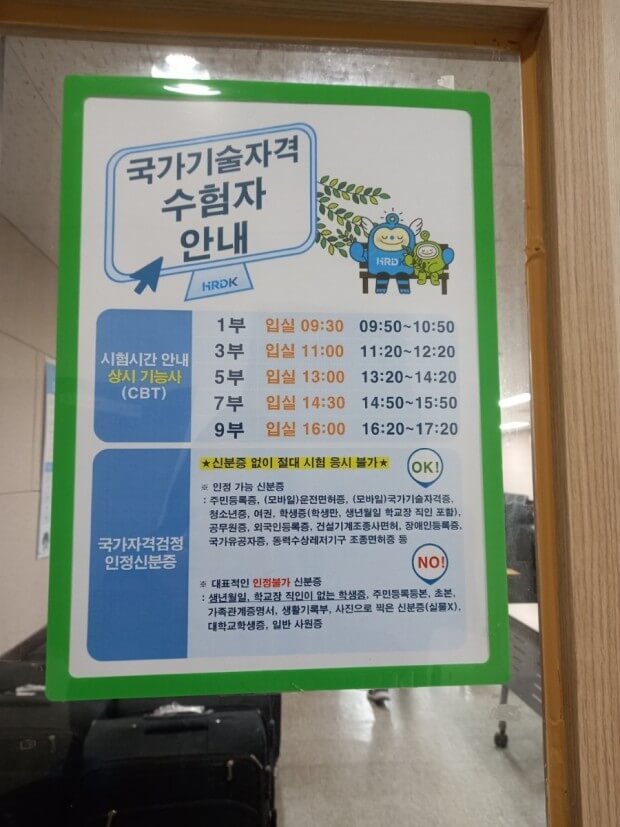 국가기술자격
수험자
안내
HRDK
HRD
시험시간 안내
상시 기능사
(CBT)
1부 입실 09:30 09:50~10:50
3부 입실 11:00 11:20~12:20
5부 입실 13:00 13:20~14:20
7부 입실 14:30 14:50~15:50
9부 입실 16:00 16:20~17:20
국가자격검정
인정신분증
★신분증 없이 절대 시험 응시 불가★
OK!
※ 인정 가능 신분증
: 주민등록증, (모바일)운전면허증, (모바일)국가기술자격증,
청소년증, 여권, 학생증(학생만, 생년월일 학교장 직인 포함),
공무원증, 외국인등록증, 건설기계조종사면허, 장애인등록증,
국가유공자증, 동력수상레저기구 조종면허증 등
NO!
※ 대표적인 인정불가 신분증
: 생년월일, 학교장 직인이 없는 학생증, 주민등록등본, 초본,
가족관계증명서, 생활기록부, 사진으로 찍은 신분증(실물X),
대학교학생증, 일반 사원증